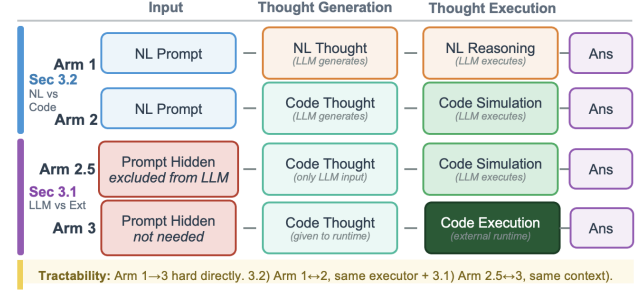 Input Thought Generation Thought Execution
Arm 1 NL Prompt NL Thought NL Reasoning Ans
(LLM generates) (LLM executes)
Sec 3.2
NL vs
Code
Arm 2 NL Prompt Code Thought Code Simulation Ans
(LLM generates) (LLM executes)
Arm 2.5 Prompt Hidden Code Thought Code Simulation Ans
excluded from LLM (only LLM input) (LLM executes)
Sec 3.1
LLM vs Ext
Arm 3 Prompt Hidden Code Thought Code Execution Ans
not needed (given to runtime) (external runtime)
Tractability: Arm 1→3 hard directly. 3.2) Arm 1↔2, same executor + 3.1) Arm 2.5↔3, same context).